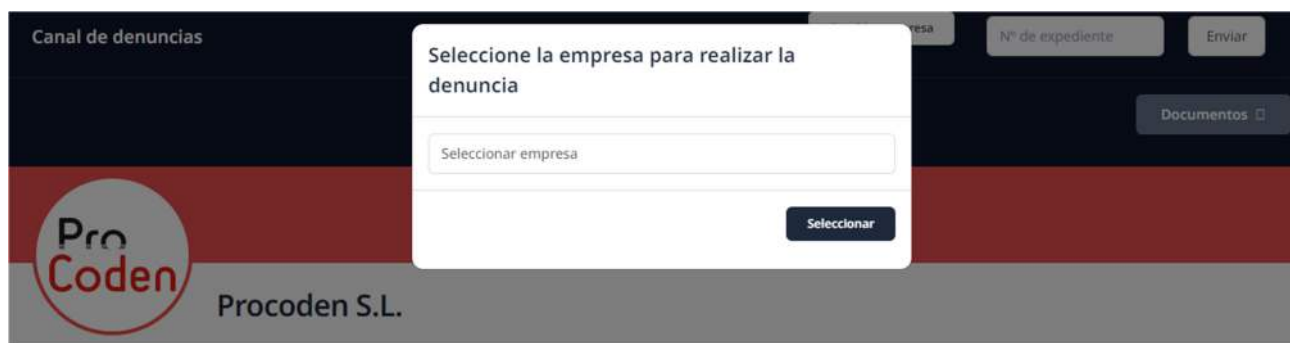 Canal de denuncias
resa
Nº de expediente
Enviar
Seleccione la empresa para realizar la
denuncia
Documentos
Seleccionar empresa
Seleccionar
Pro
Coden
Procoden S.L.